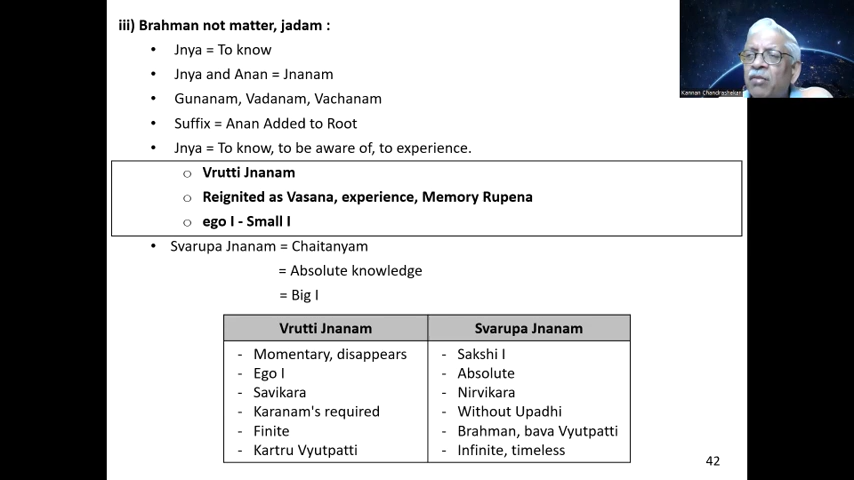 iii) Brahman not matter, jadam :
• Jnya = To know
• Jnya and Anan = Jnanam
• Gunanam, Vadanam, Vachanam
• Suffix = Anan Added to Root
• Jnya = To know, to be aware of, to experience.
o Vrutti Jnanam
o Reignited as Vasana, experience, Memory Rupena
o ego I - Small I
• Svarupa Jnanam = Chaitanyam
= Absolute knowledge
= Big I
Vrutti Jnanam Svarupa Jnanam
- Momentary, disappears - Sakshi I
- Ego I - Absolute
- Savikara - Nirvikara
- Karanam's required - Without Upadhi
- Finite - Brahman, bava Vyutpatti
- Kartru Vyutpatti - Infinite, timeless
42
Kannan Chandrasekar